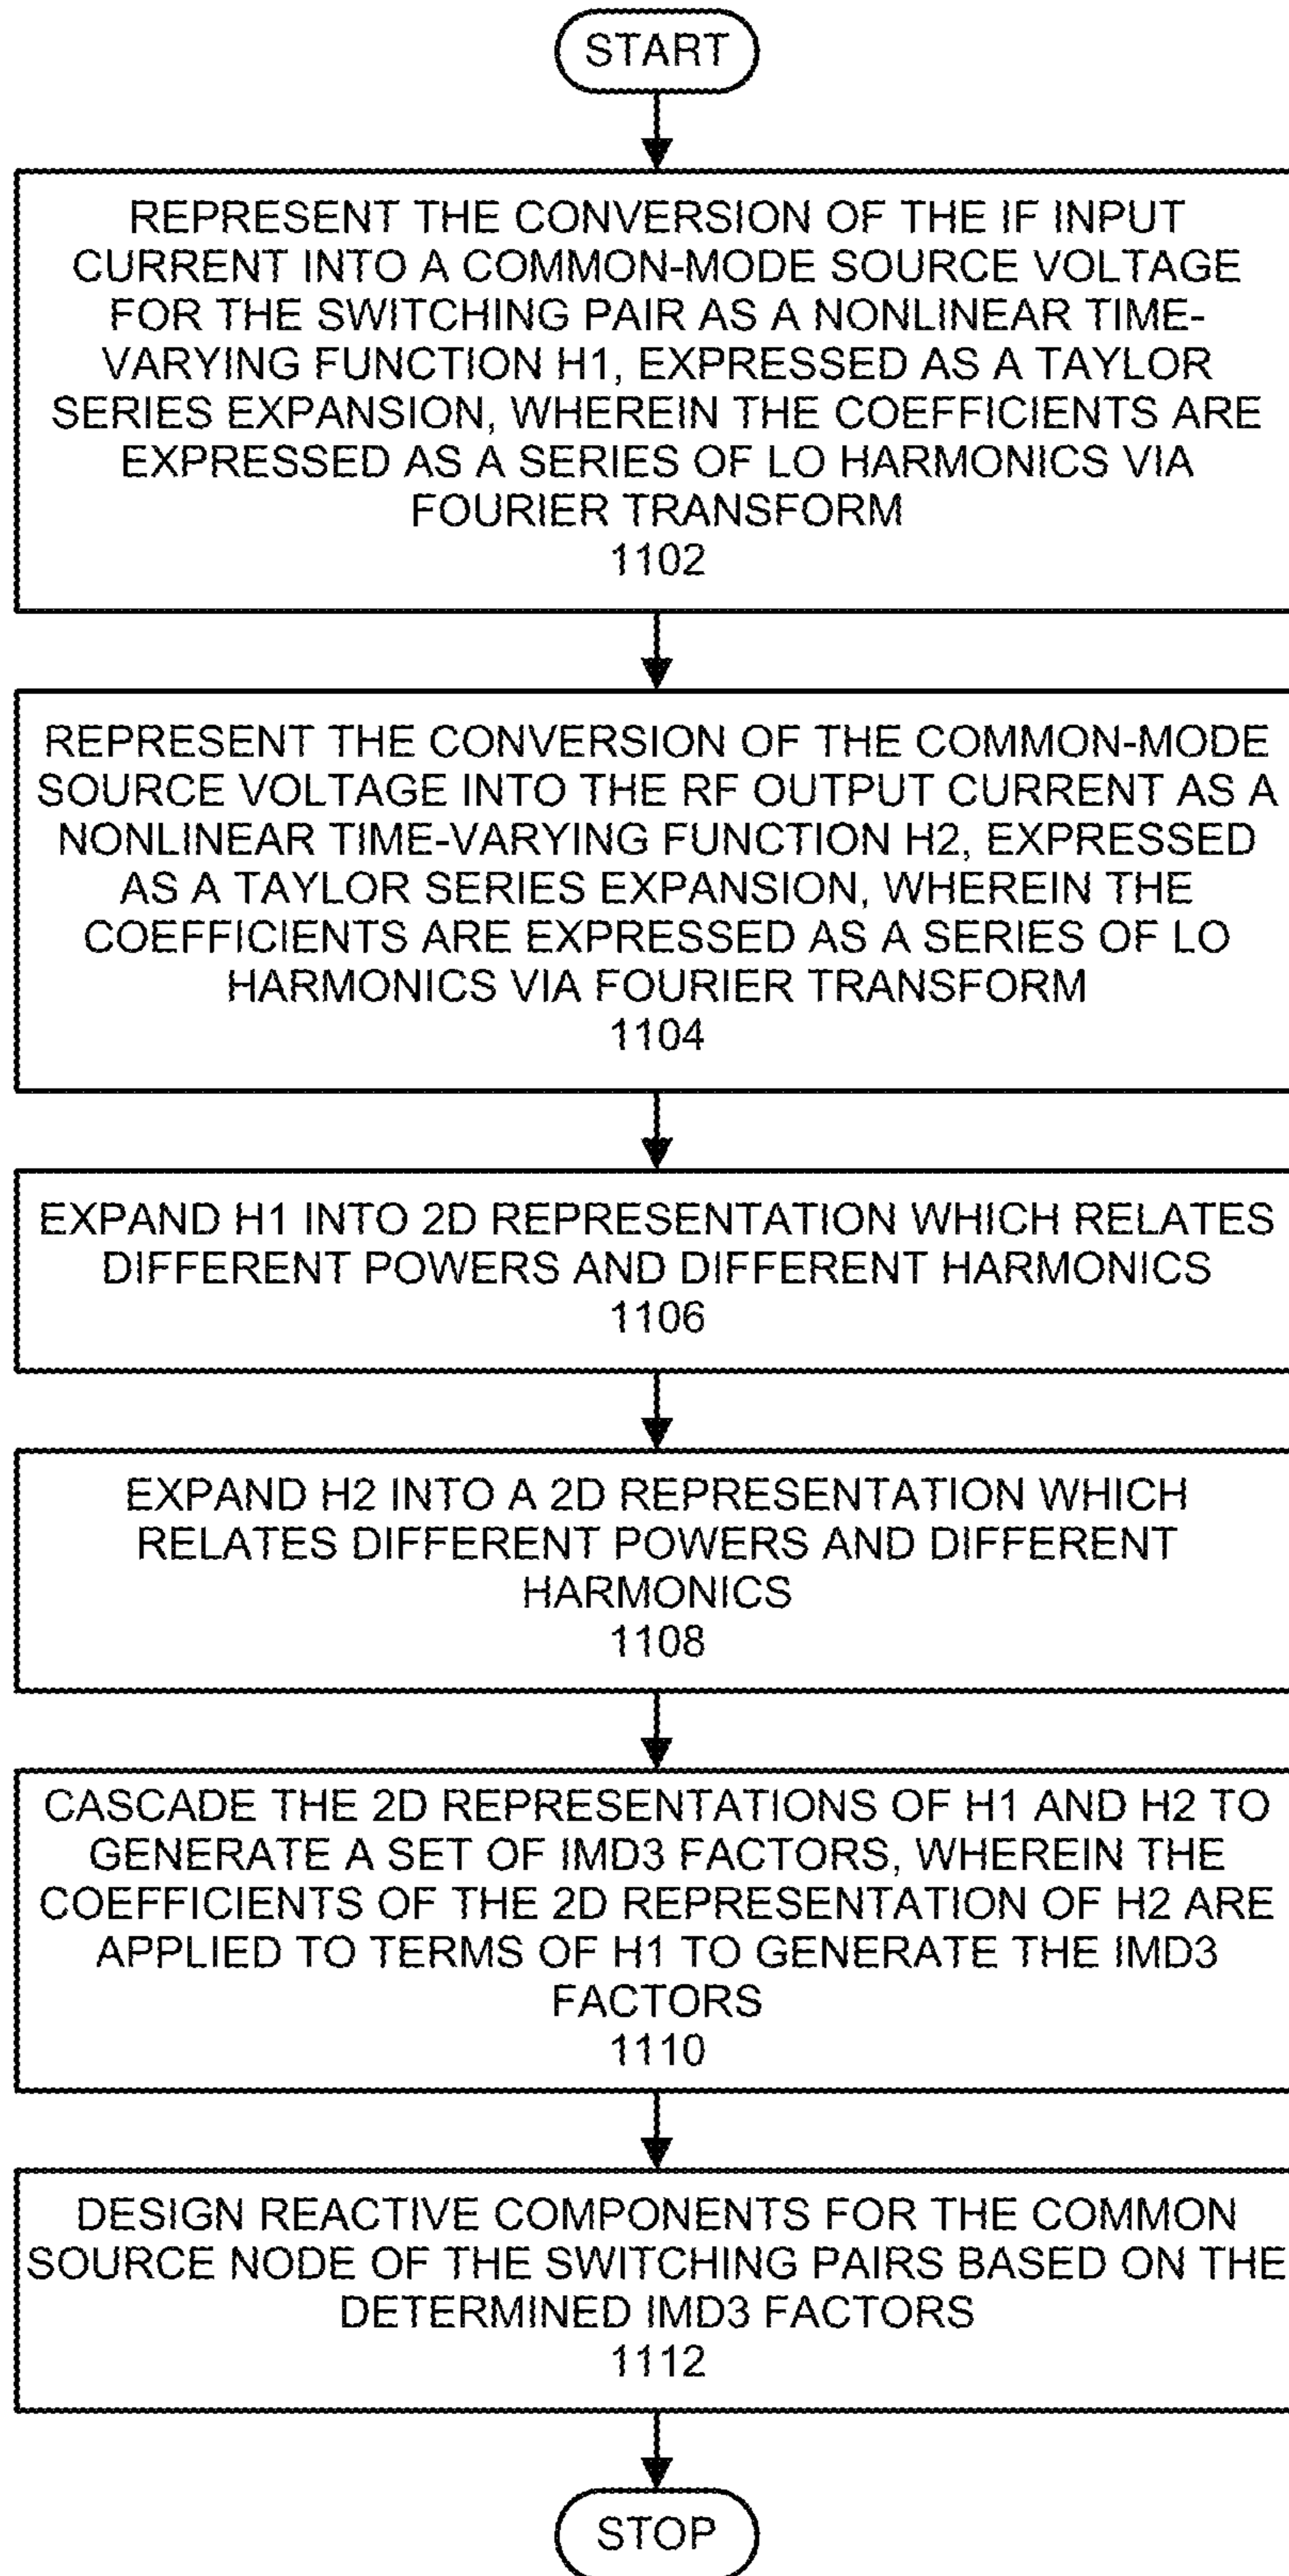 START
REPRESENT THE CONVERSION OF THE IF INPUT
CURRENT INTO A COMMON-MODE SOURCE VOLTAGE
FOR THE SWITCHING PAIR AS A NONLINEAR TIME-
VARYING FUNCTION H1, EXPRESSED AS A TAYLOR
SERIES EXPANSION, WHEREIN THE COEFFICIENTS ARE
EXPRESSED AS A SERIES OF LO HARMONICS VIA
FOURIER TRANSFORM
1102
REPRESENT THE CONVERSION OF THE COMMON-MODE
SOURCE VOLTAGE INTO THE RF OUTPUT CURRENT AS A
NONLINEAR TIME-VARYING FUNCTION H2, EXPRESSED
AS A TAYLOR SERIES EXPANSION, WHEREIN THE
COEFFICIENTS ARE EXPRESSED AS A SERIES OF LO
HARMONICS VIA FOURIER TRANSFORM
1104
EXPAND H1 INTO 2D REPRESENTATION WHICH RELATES
DIFFERENT POWERS AND DIFFERENT HARMONICS
1106
EXPAND H2 INTO A 2D REPRESENTATION WHICH
RELATES DIFFERENT POWERS AND DIFFERENT
HARMONICS
1108
CASCADE THE 2D REPRESENTATIONS OF H1 AND H2 TO
GENERATE A SET OF IMD3 FACTORS, WHEREIN THE
COEFFICIENTS OF THE 2D REPRESENTATION OF H2 ARE
APPLIED TO TERMS OF H1 TO GENERATE THE IMD3
FACTORS
1110
DESIGN REACTIVE COMPONENTS FOR THE COMMON
SOURCE NODE OF THE SWITCHING PAIRS BASED ON THE
DETERMINED IMD3 FACTORS
1112
STOP